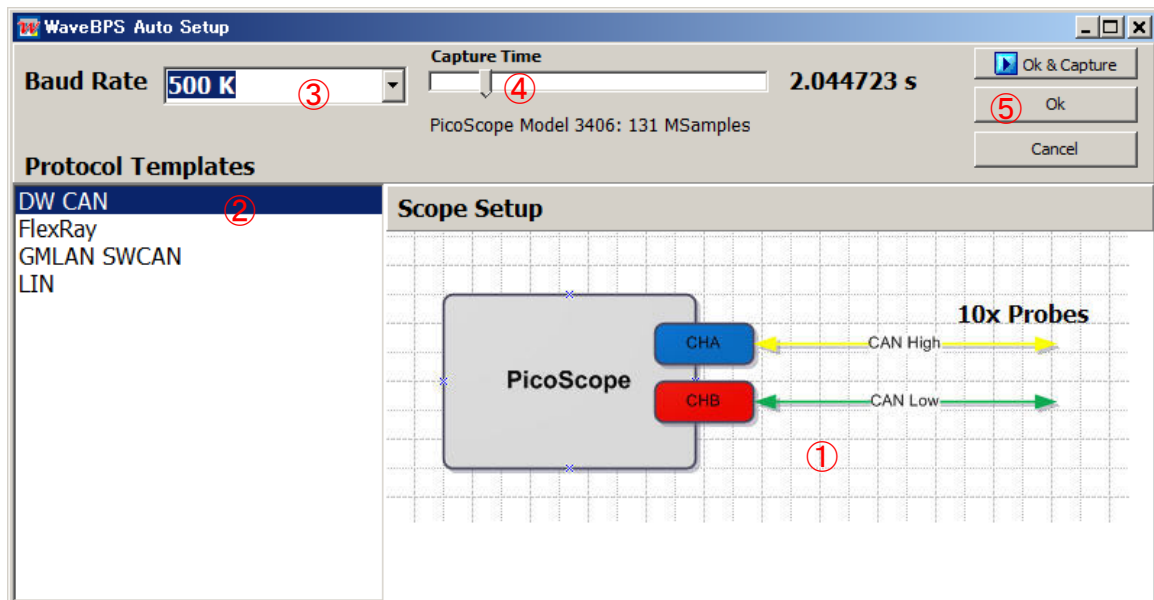 WaveBPS Auto Setup
Baud Rate
500 K
③
Capture Time
④
2.044723 s
PicoScope Model 3406: 131 MSamples
Ok & Capture
⑤
Ok
Cancel
Protocol Templates
DW CAN
②
FlexRay
GMLAN SWCAN
LIN
Scope Setup
10x Probes
PicoScope
CHA
CAN High
CHB
CAN Low
①